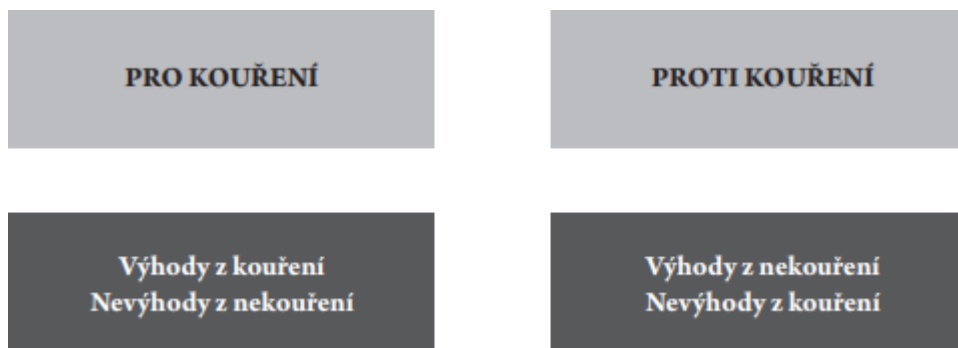 PRO KOUŘENÍ
PROTI KOUŘENÍ
Výhody z kouření
Nevýhody z nekouření
Výhody z nekouření
Nevýhody z kouření